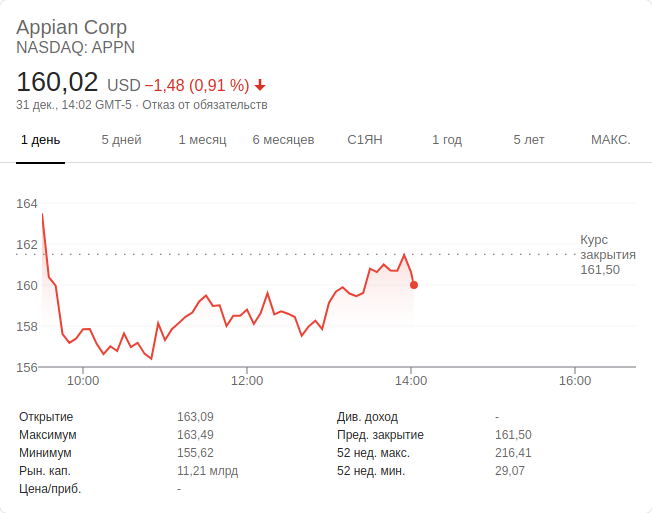 Appian Corp
NASDAQ: APPN
160,02 USD −1,48 (0,91 %)
31 дек., 14:02 GMT-5 · Отказ от обязательств
1 день 5 дней 1 месяц 6 месяцев С1ЯН 1 год 5 лет МАКС.
164
162
160
158
156
Курс
закрытия
161,50
10:00 12:00 14:00 16:00
Открытие 163,09 Див. доход -
Максимум 163,49 Пред. закрытие 161,50
Минимум 155,62 52 нед. макс. 216,41
Рын. кап. 11,21 млрд 52 нед. мин. 29,07
Цена/приб. -